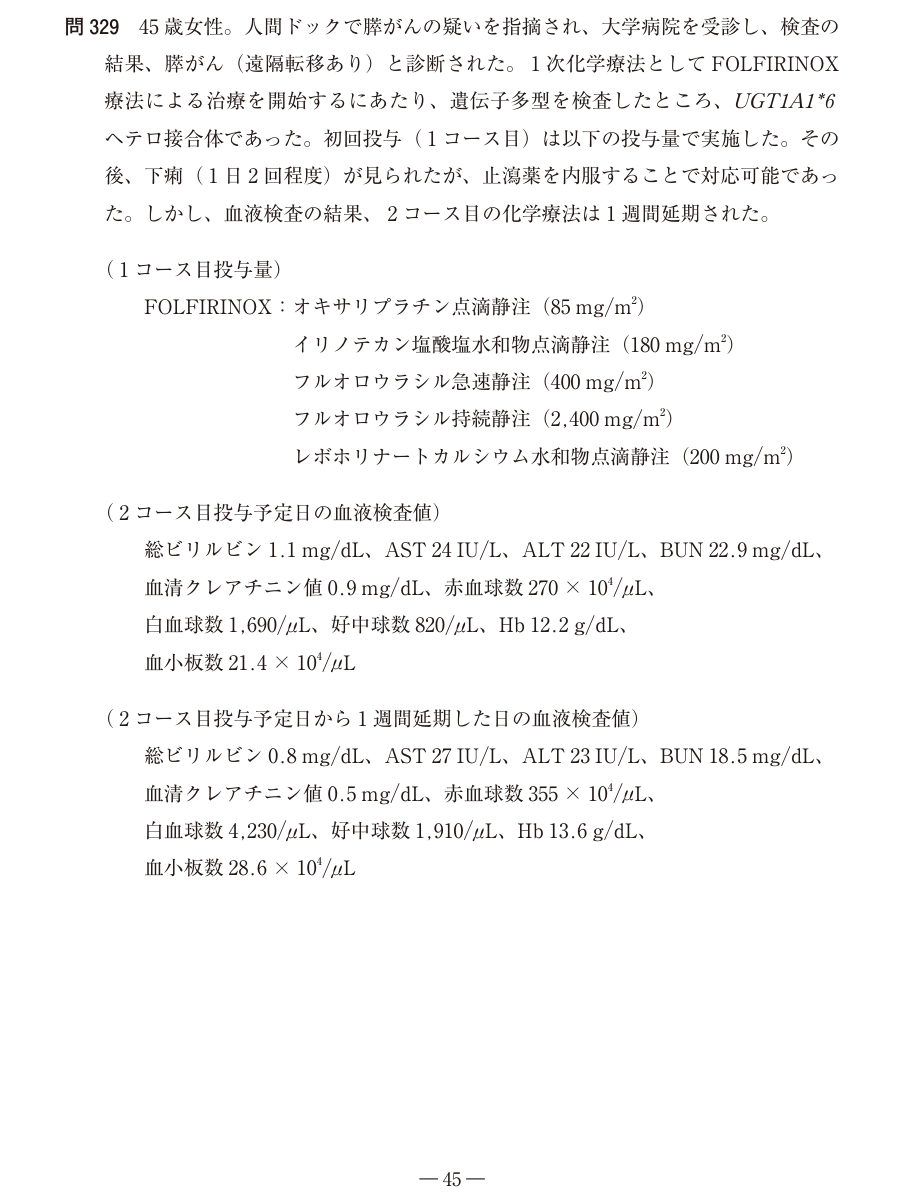 問 329 45 歳女性。人間ドックで膵がんの疑いを指摘され、大学病院を受診し、検査の
結果、膵がん（遠隔転移あり）と診断された。1 次化学療法として FOLFIRINOX
療法による治療を開始するにあたり、遺伝子多型を検査したところ、UGT1A1*6
ヘテロ接合体であった。初回投与（1 コース目）は以下の投与量で実施した。その
後、下痢（1 日 2 回程度）が見られたが、止瀉薬を内服することで対応可能であっ
た。しかし、血液検査の結果、2 コース目の化学療法は 1 週間延期された。
（1 コース目投与量）
FOLFIRINOX：オキサリプラチン点滴静注（85 mg/m²）
イリノテカン塩酸塩水和物点滴静注（180 mg/m²）
フルオロウラシル急速静注（400 mg/m²）
フルオロウラシル持続静注（2,400 mg/m²）
レボホリナートカルシウム水和物点滴静注（200 mg/m²）
（2 コース目投与予定日の血液検査値）
総ビリルビン 1.1 mg/dL、AST 24 IU/L、ALT 22 IU/L、BUN 22.9 mg/dL、
血清クレアチニン値 0.9 mg/dL、赤血球数 270 × 10⁴/μL、
白血球数 1,690/μL、好中球数 820/μL、Hb 12.2 g/dL、
血小板数 21.4 × 10⁴/μL
（2 コース目投与予定日から 1 週間延期した日の血液検査値）
総ビリルビン 0.8 mg/dL、AST 27 IU/L、ALT 23 IU/L、BUN 18.5 mg/dL、
血清クレアチニン値 0.5 mg/dL、赤血球数 355 × 10⁴/μL、
白血球数 4,230/μL、好中球数 1,910/μL、Hb 13.6 g/dL、
血小板数 28.6 × 10⁴/μL
— 45 —